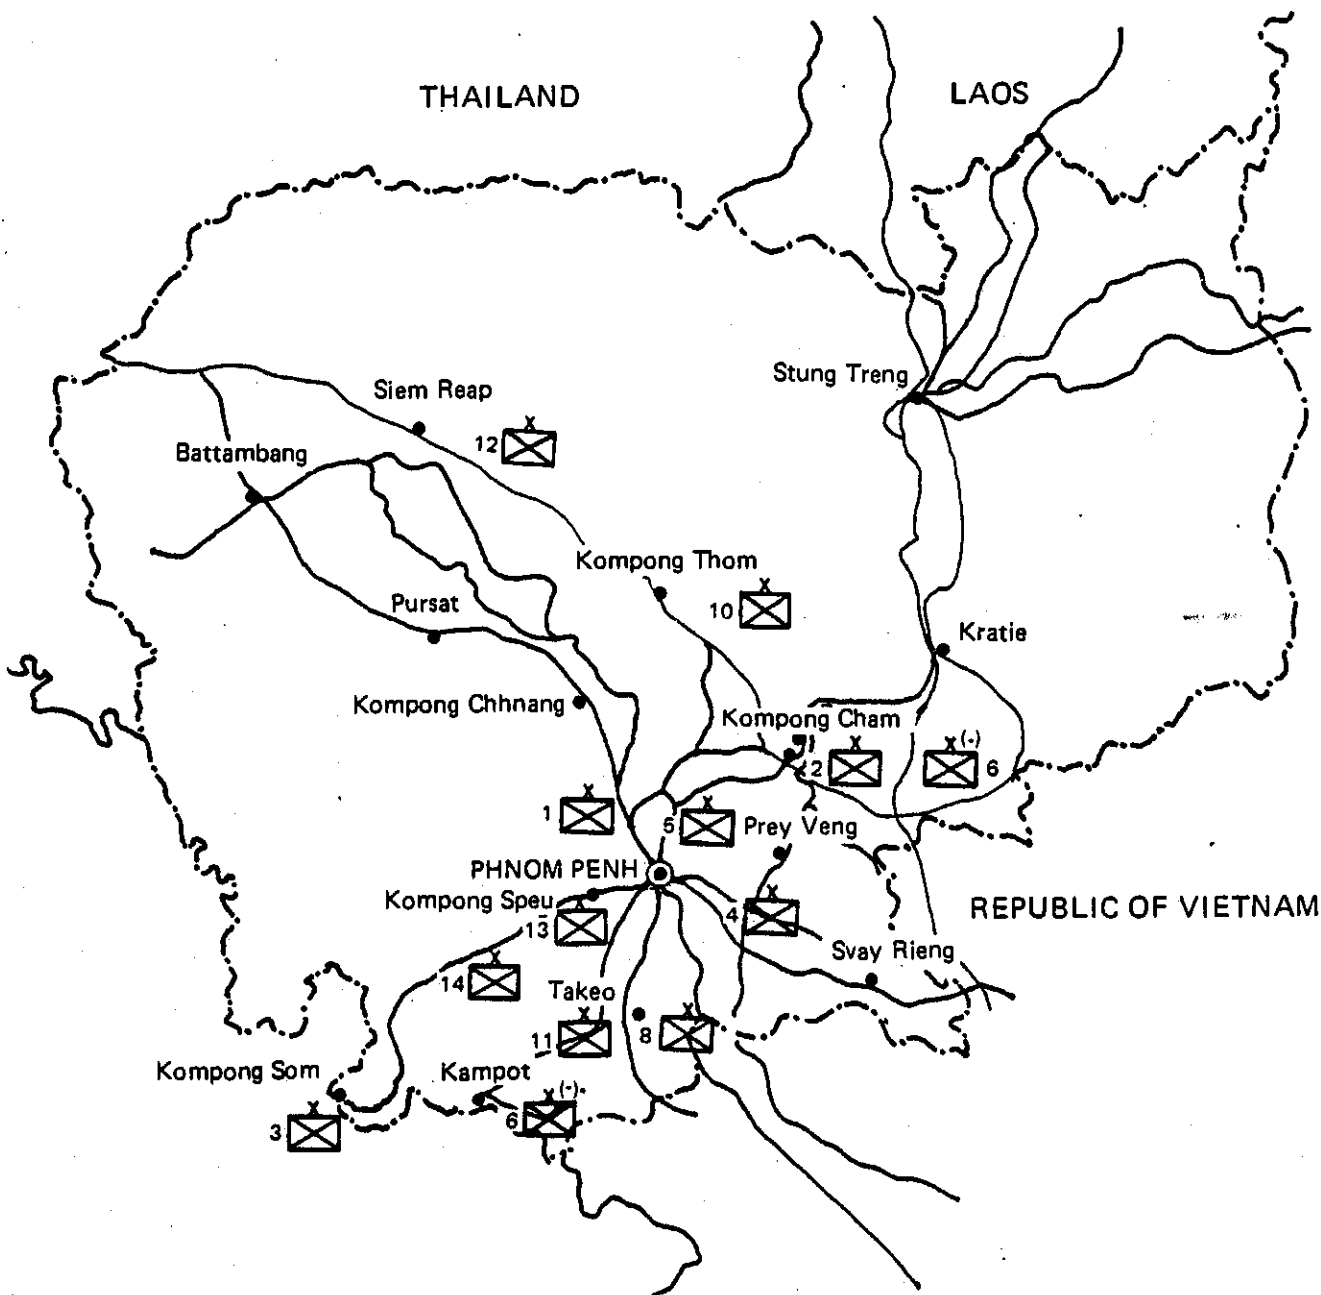 THAILAND
LAOS
Stung Treng
Siem Reap
X
12
Battambang
Kompong Thom
X
10
Pursat
Kratie
Kompong Chhnang
Kompong Cham
X
2
X (-)
6
X
1
X
5
Prey Veng
PHNOM PENH
Kompong Speu
X
13
X
4
REPUBLIC OF VIETNAM
Svay Rieng
X
14
Takeo
X
11
X
8
Kompong Som
Kampot
X
3
X (-)
6